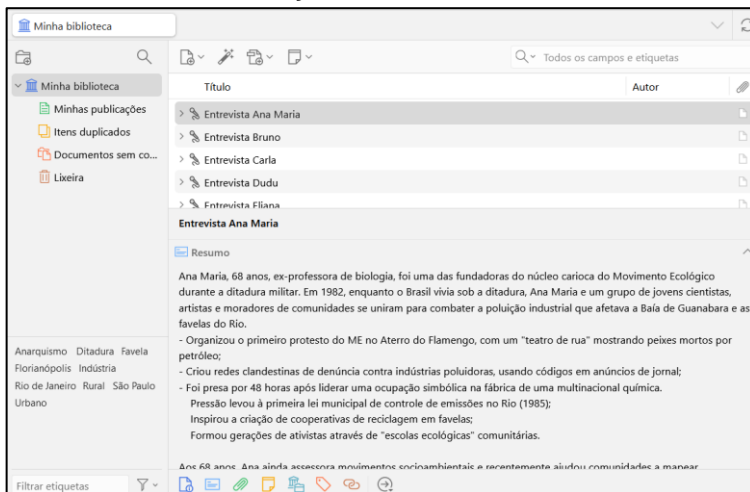 Minha biblioteca
Todos os campos e etiquetas
Minha biblioteca
Minhas publicações
Itens duplicados
Documentos sem co...
Lixeira
Título
Autor
Entrevista Ana Maria
Entrevista Bruno
Entrevista Carla
Entrevista Dudu
Entrevista Eliana
Entrevista Ana Maria
Resumo
Ana Maria, 68 anos, ex-professora de biologia, foi uma das fundadoras do núcleo carioca do Movimento Ecológico
durante a ditadura militar. Em 1982, enquanto o Brasil vivia sob a ditadura, Ana Maria e um grupo de jovens cientistas,
artistas e moradores de comunidades se uniram para combater a poluição industrial que afetava a Baía de Guanabara e as
favelas do Rio.
- Organizou o primeiro protesto do ME no Aterro do Flamengo, com um "teatro de rua" mostrando peixes mortos por
petróleo;
- Criou redes clandestinas de denúncia contra indústrias poluidoras, usando códigos em anúncios de jornal;
- Foi presa por 48 horas após liderar uma ocupação simbólica na fábrica de uma multinacional química.
Pressão levou à primeira lei municipal de controle de emissões no Rio (1985);
Inspirou a criação de cooperativas de reciclagem em favelas;
Formou gerações de ativistas através de "escolas ecológicas" comunitárias.
Aos 68 anos, Ana ainda assessora movimentos socioambientais e recentemente ajudou comunidades a mapear
Anarquismo Ditadura Favela
Florianópolis Indústria
Rio de Janeiro Rural São Paulo
Urbano
Filtrar etiquetas